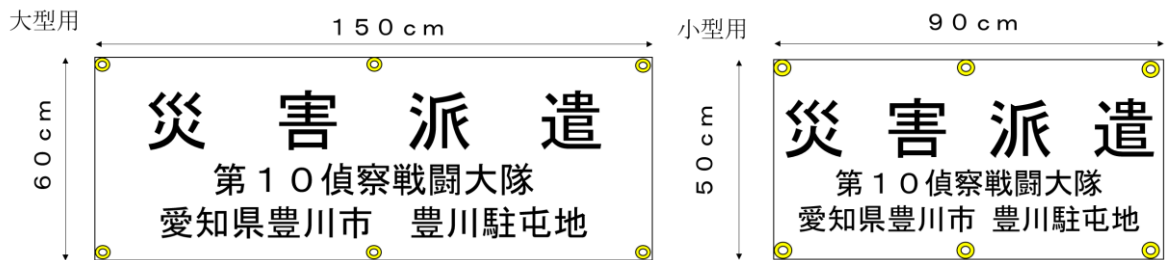 大型用
１５０ｃｍ
６０ｃｍ
災　害　派　遣
第１０偵察戦闘大隊
愛知県豊川市　豊川駐屯地
小型用
９０ｃｍ
５０ｃｍ
災　害　派　遣
第１０偵察戦闘大隊
愛知県豊川市 豊川駐屯地